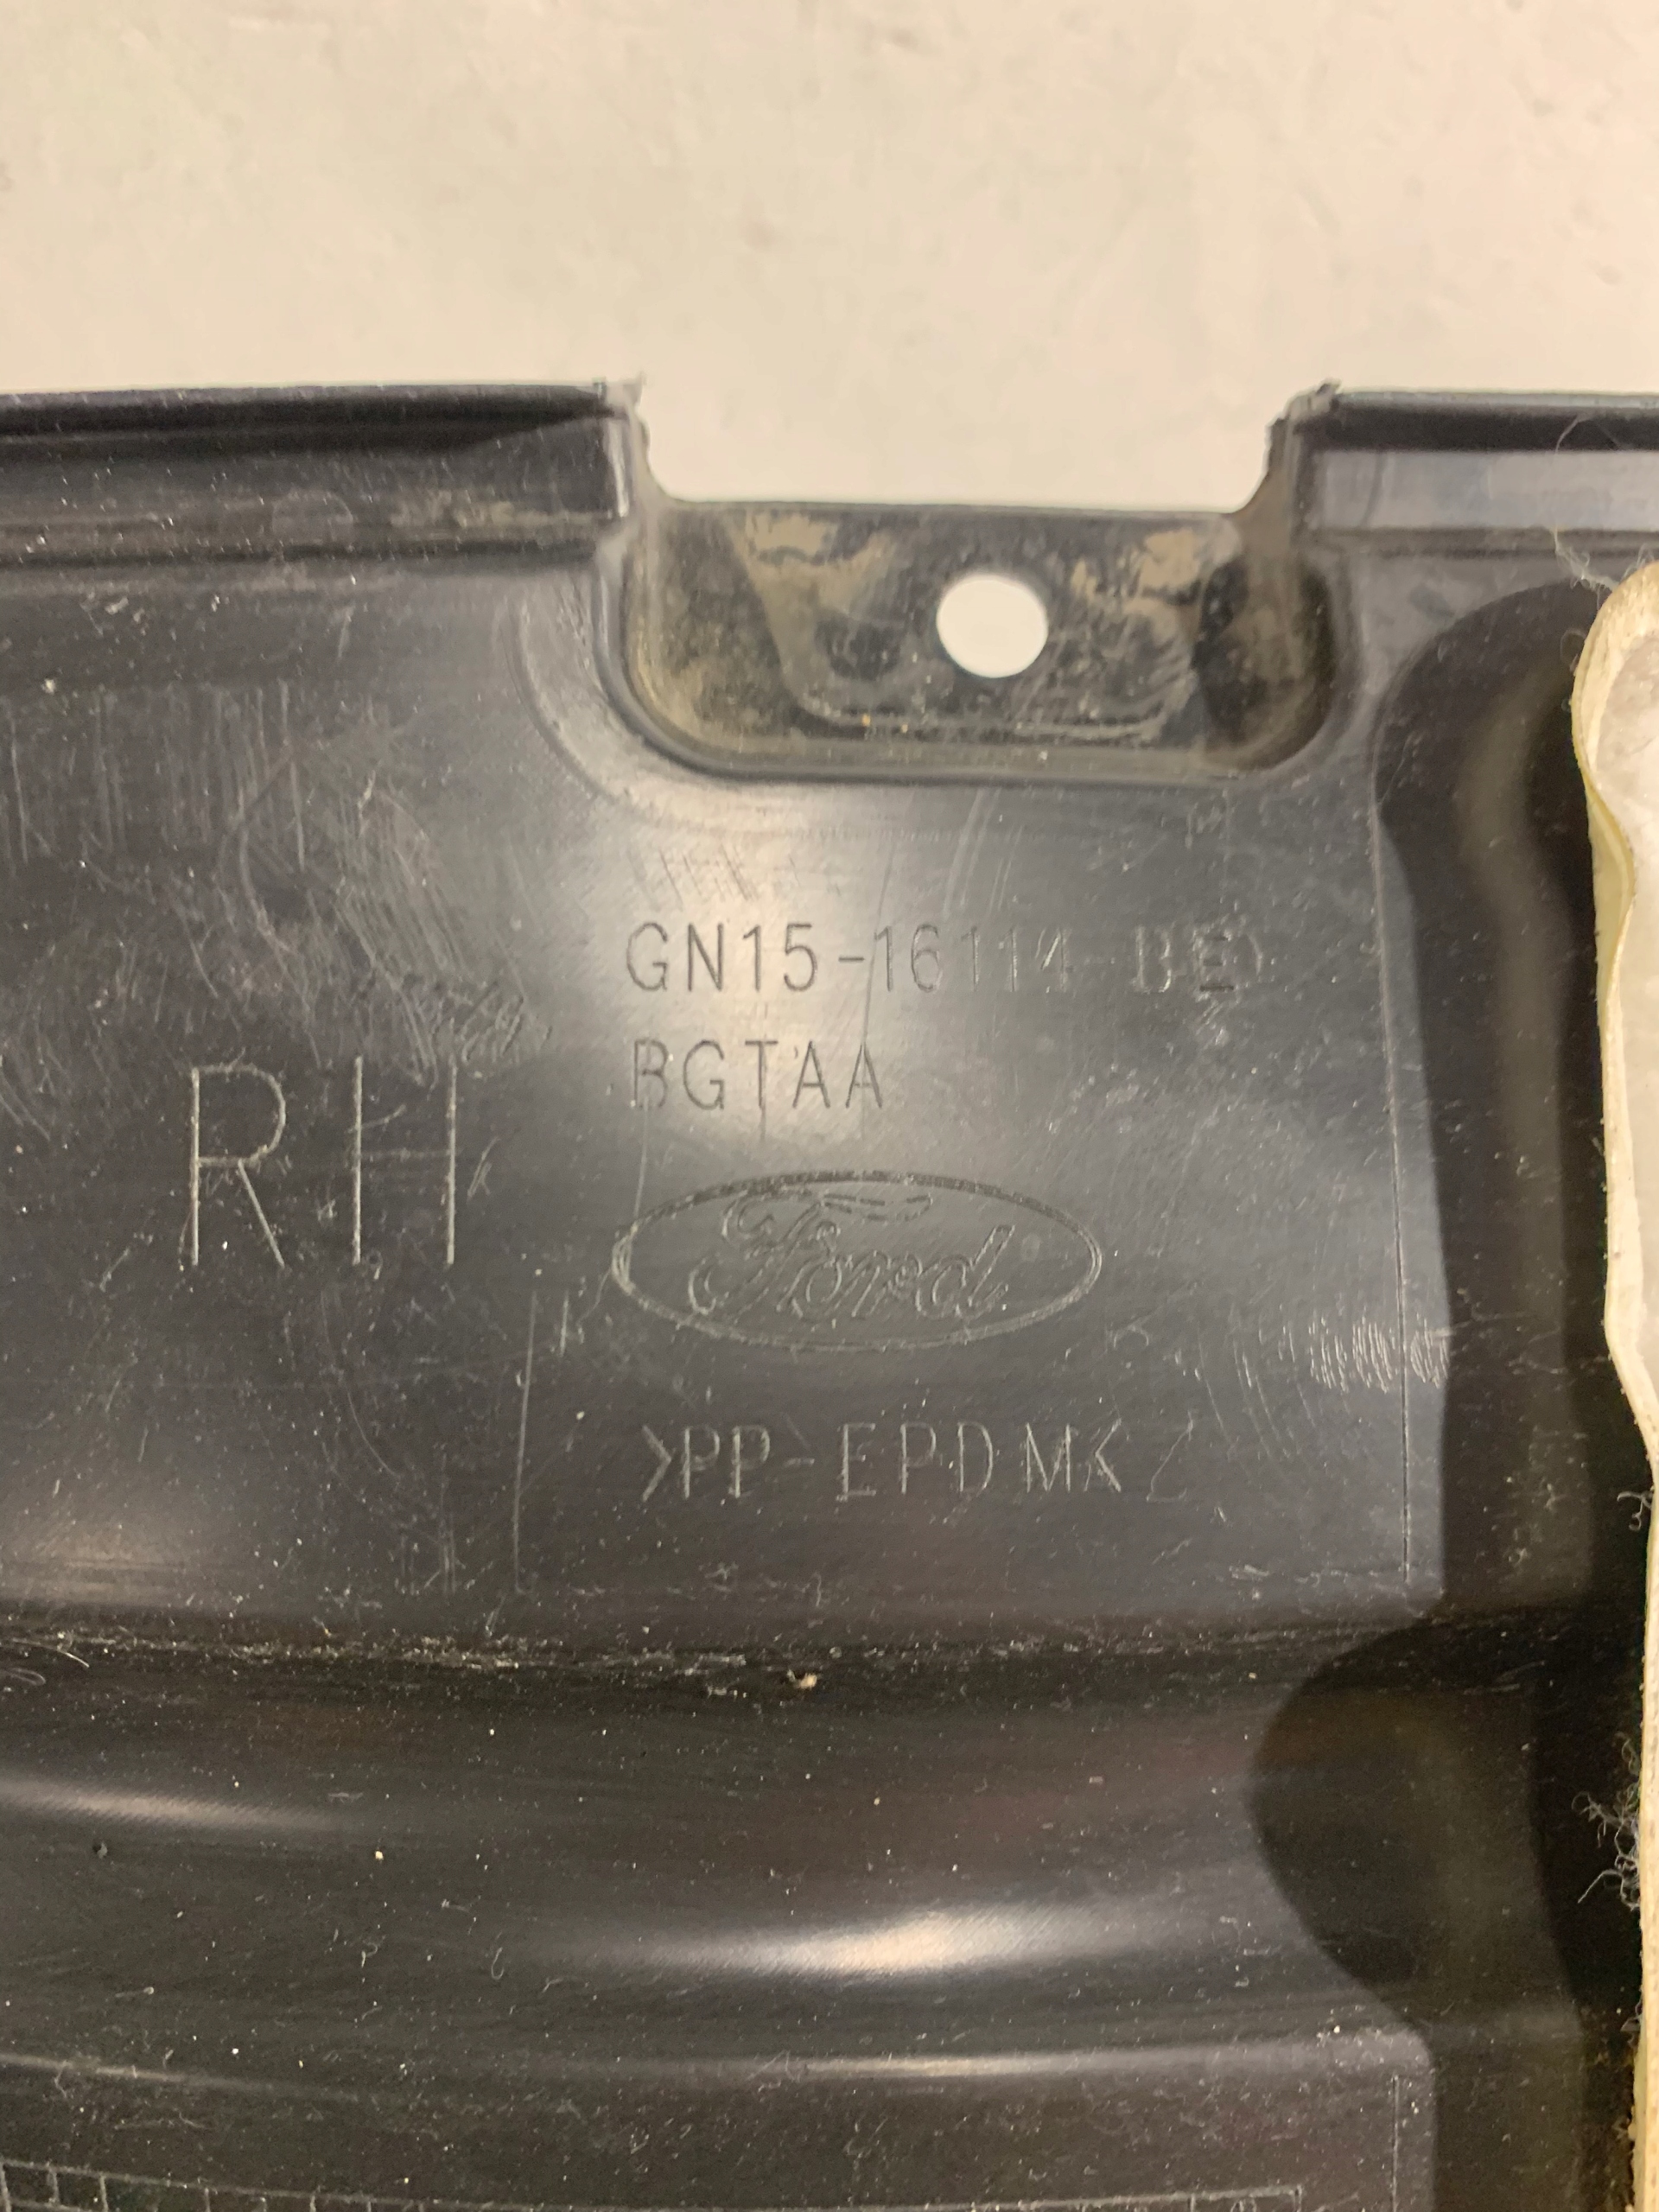 GN15-16114-BE
BGTAA
RH
Ford
>PP-EPDM<